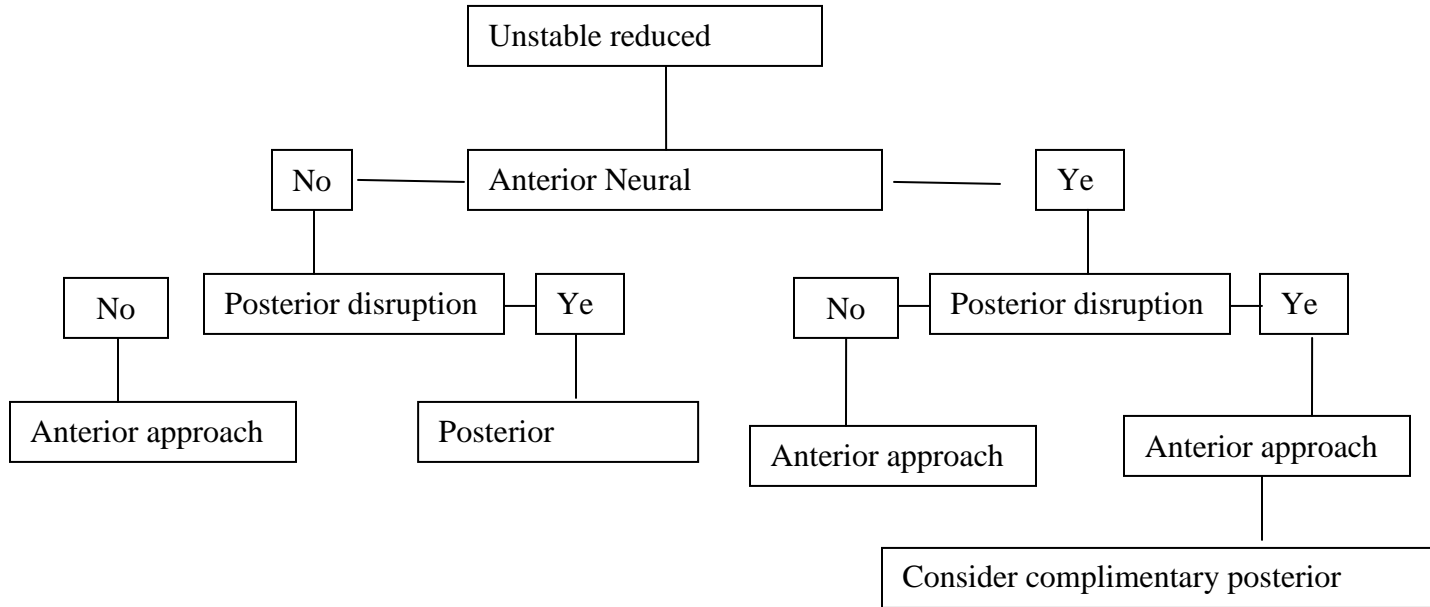 Unstable reduced
No
Anterior Neural
Ye
No
Posterior disruption
Ye
No
Posterior disruption
Ye
Anterior approach
Posterior
Anterior approach
Anterior approach
Consider complimentary posterior